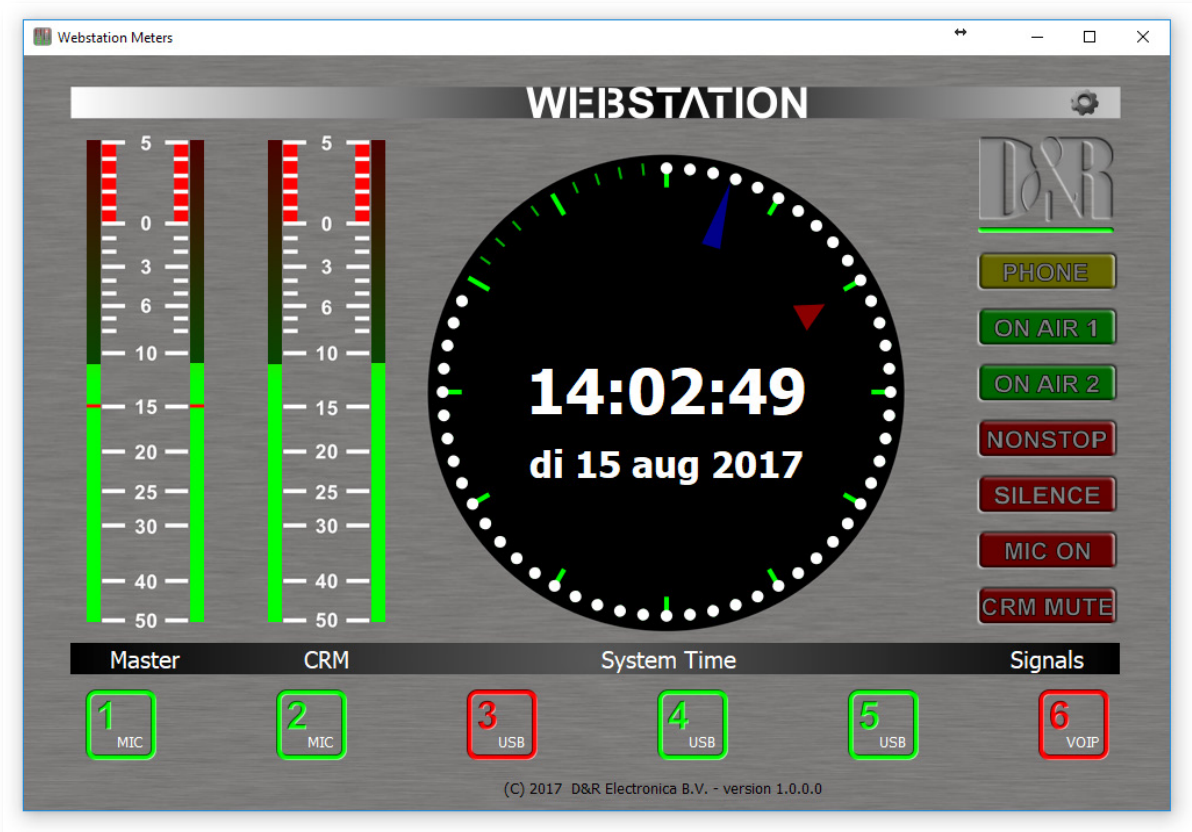 Webstation Meters
WEBSTATION
D&R
5
0
3
6
10
15
20
25
30
40
50
5
0
3
6
10
15
20
25
30
40
50
14:02:49
di 15 aug 2017
PHONE
ON AIR 1
ON AIR 2
NONSTOP
SILENCE
MIC ON
CRM MUTE
Master CRM System Time Signals
1 MIC
2 MIC
3 USB
4 USB
5 USB
6 VOIP
(C) 2017 D&R Electronica B.V. - version 1.0.0.0